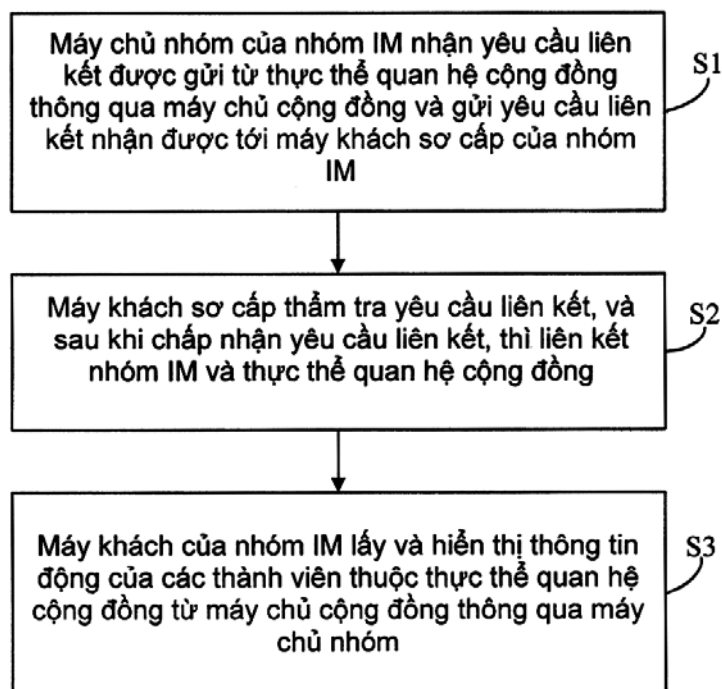 Máy chủ nhóm của nhóm IM nhận yêu cầu liên
kết được gửi từ thực thể quan hệ cộng đồng
thông qua máy chủ cộng đồng và gửi yêu cầu liên
kết nhận được tới máy khách sơ cấp của nhóm
IM
S1
Máy khách sơ cấp thẩm tra yêu cầu liên kết, và
sau khi chấp nhận yêu cầu liên kết, thì liên kết
nhóm IM và thực thể quan hệ cộng đồng
S2
Máy khách của nhóm IM lấy và hiển thị thông tin
động của các thành viên thuộc thực thể quan hệ
cộng đồng từ máy chủ cộng đồng thông qua máy
chủ nhóm
S3